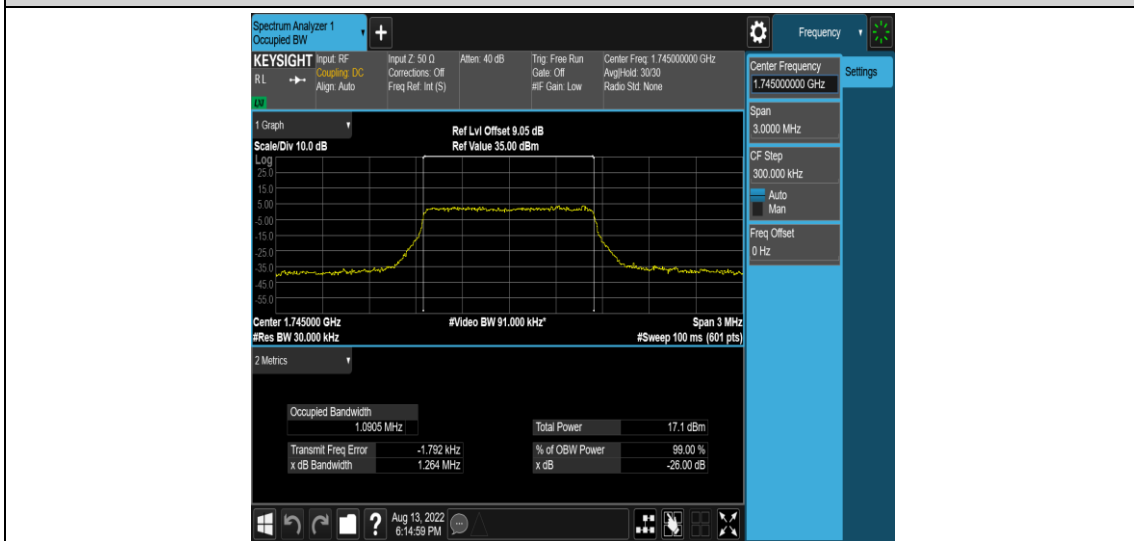 Spectrum Analyzer 1
Occupied BW
+
Frequency
KEYSIGHT Input: RF Input Z: 50 Ω Atten: 40 dB Trig: Free Run Center Freq: 1.745000000 GHz
RL Coupling: DC Corrections: Off Gate: Off Avg|Hold: 30/30
Align: Auto Freq Ref: Int (S) #IF Gain: Low Radio Std: None
Center Frequency
1.745000000 GHz
Settings
Span
3.0000 MHz
CF Step
300.000 kHz
Auto
Man
Freq Offset
0 Hz
1 Graph
Ref Lvl Offset 9.05 dB
Scale/Div 10.0 dB Ref Value 35.00 dBm
Log
25.0
15.0
5.00
-5.00
-15.0
-25.0
-35.0
-45.0
-55.0
Center 1.745000 GHz #Video BW 91.000 kHz* Span 3 MHz
#Res BW 30.000 kHz #Sweep 100 ms (601 pts)
2 Metrics
Occupied Bandwidth
1.0905 MHz Total Power 17.1 dBm
Transmit Freq Error -1.792 kHz % of OBW Power 99.00 %
x dB Bandwidth 1.264 MHz x dB -26.00 dB
?
Aug 13, 2022
6:14:59 PM